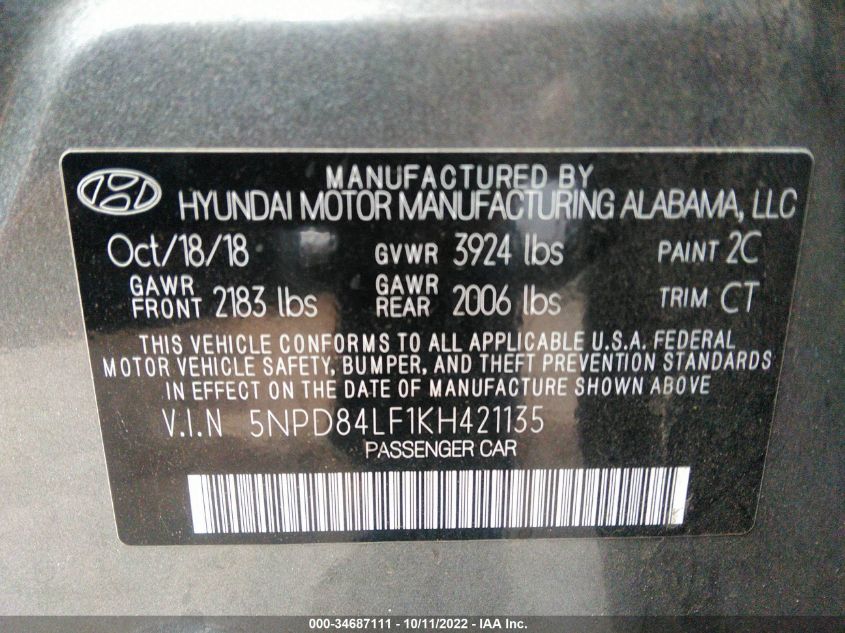 MANUFACTURED BY
HYUNDAI MOTOR MANUFACTURING ALABAMA, LLC
Oct/18/18 GVWR 3924 lbs PAINT 2C
GAWR FRONT 2183 lbs GAWR REAR 2006 lbs TRIM CT
THIS VEHICLE CONFORMS TO ALL APPLICABLE U.S.A. FEDERAL
MOTOR VEHICLE SAFETY, BUMPER, AND THEFT PREVENTION STANDARDS
IN EFFECT ON THE DATE OF MANUFACTURE SHOWN ABOVE
V.I.N 5NPD84LF1KH421135
PASSENGER CAR
000-34687111 - 10/11/2022 - IAA Inc.